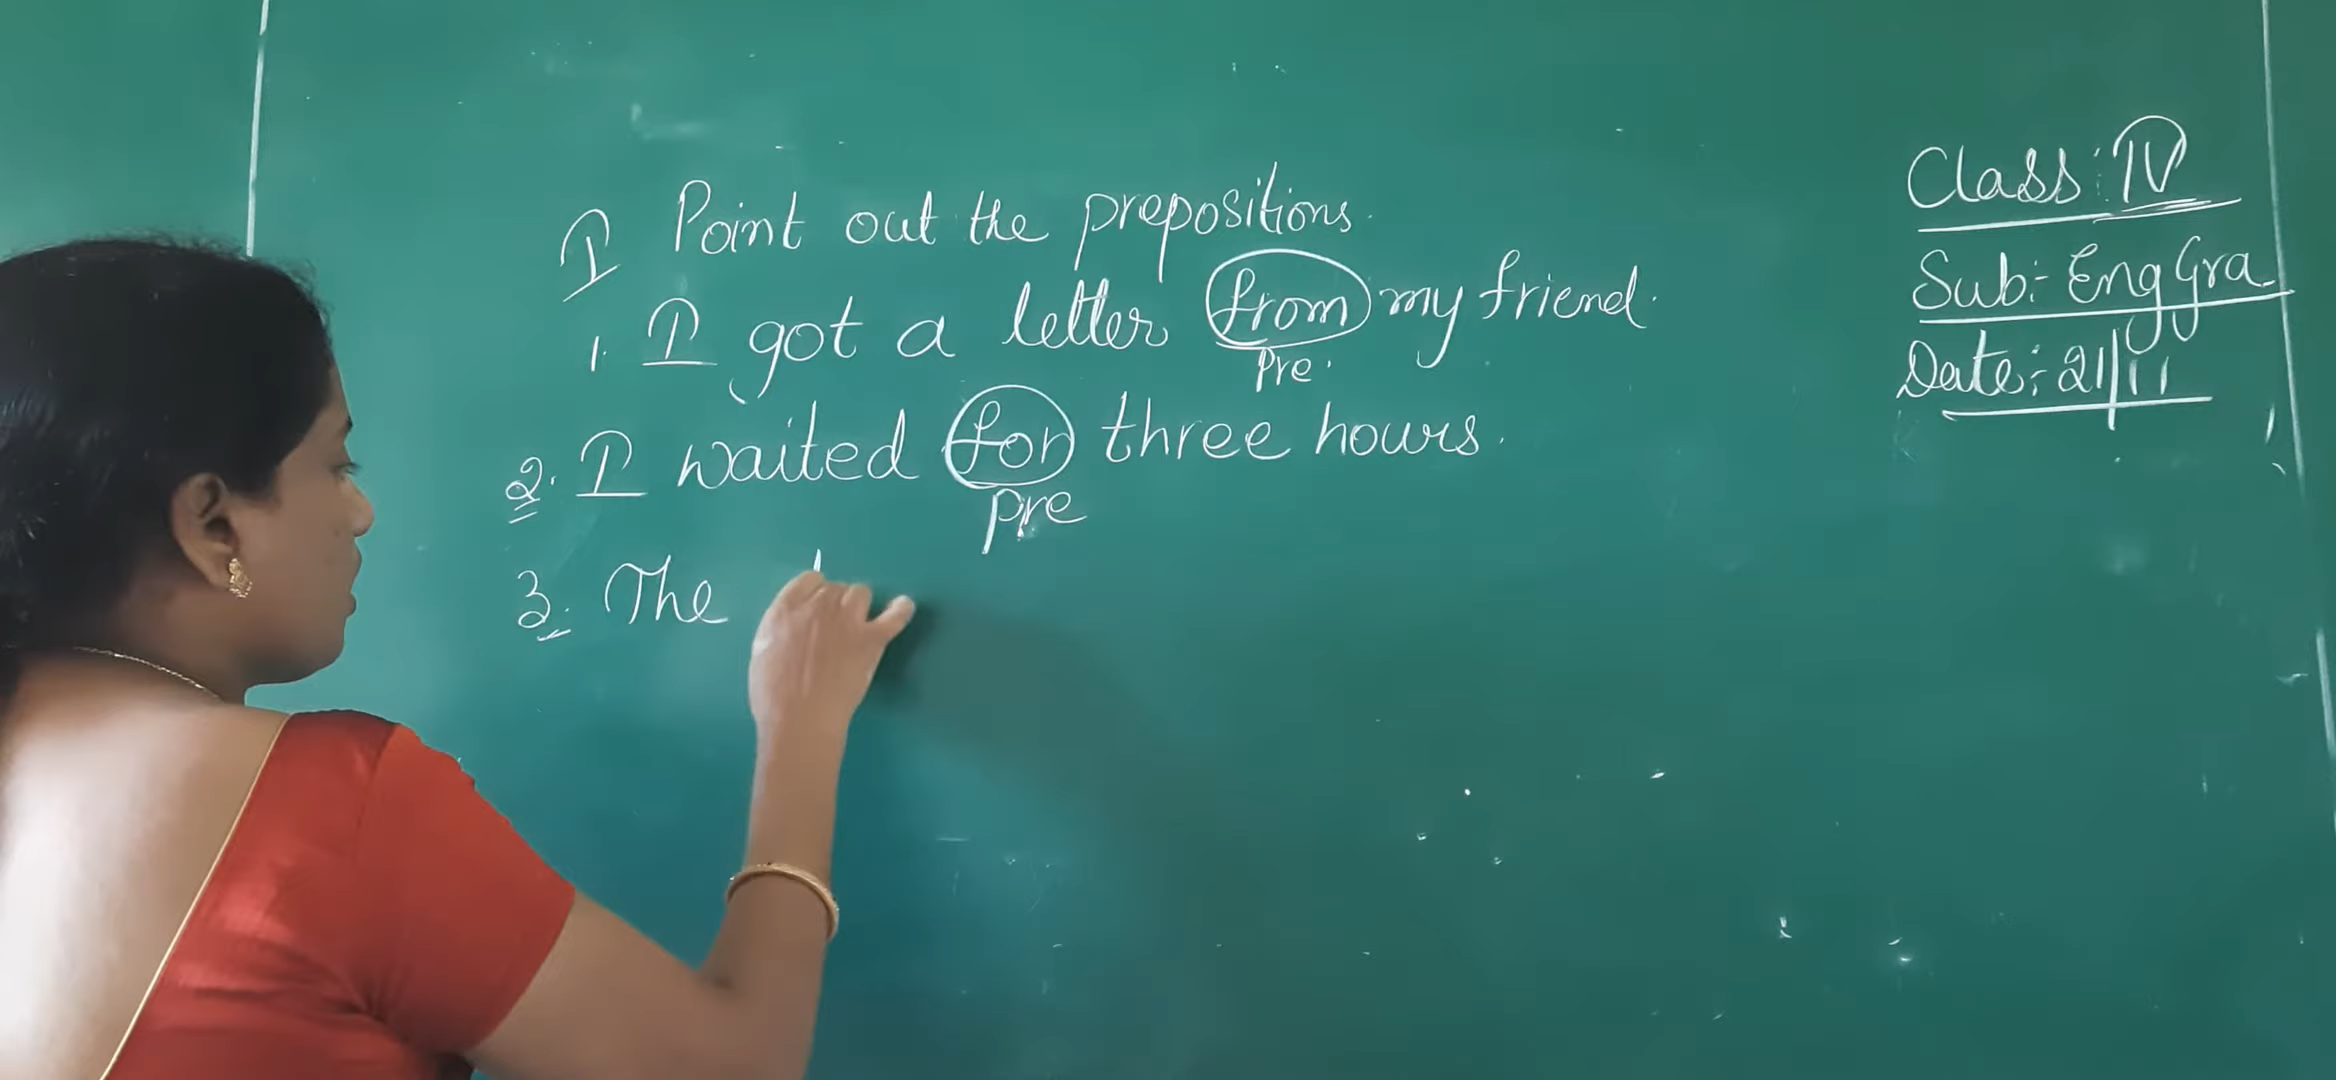 I Point out the prepositions.
1. I got a letter from my friend.
Pre.
2. I waited for three hours.
Pre
3. The
Class: IV
Sub:- Eng Gra
Date:- 21/11